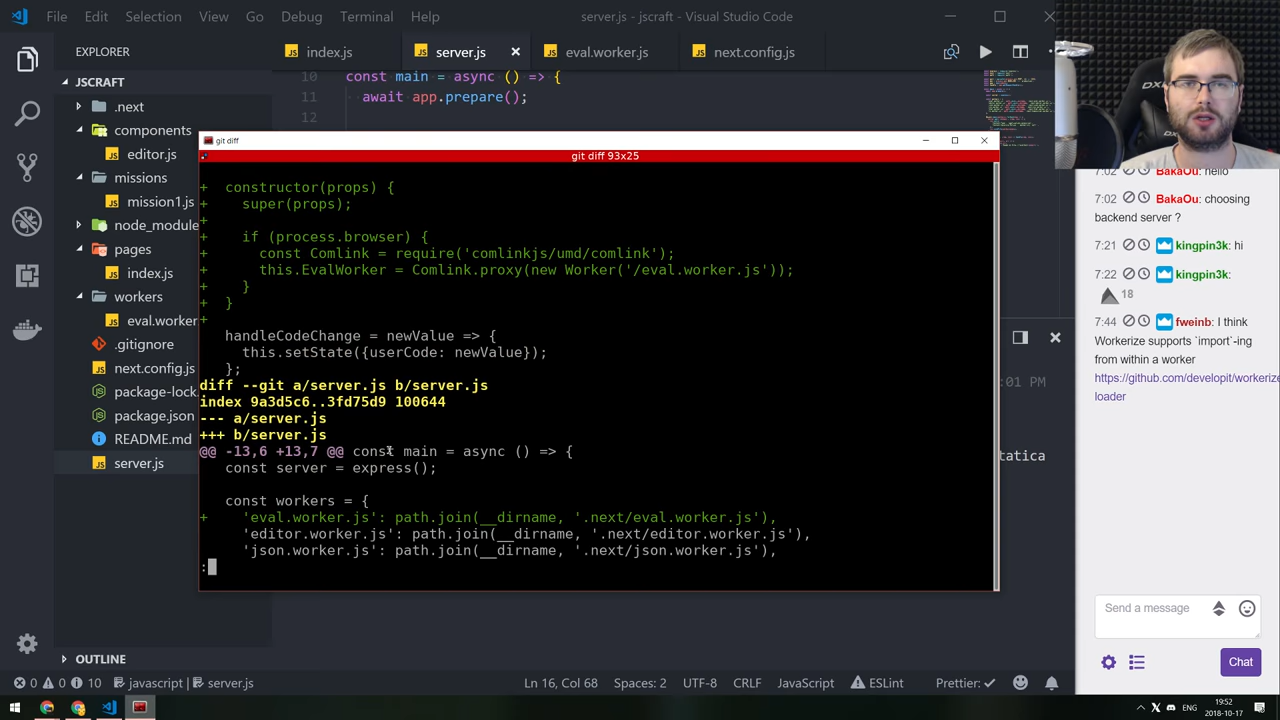 File Edit Selection View Go Debug Terminal Help
server.js - jscraft - Visual Studio Code
EXPLORER
index.js
server.js
eval.worker.js
next.config.js
JSCRAFT
.next
components
editor.js
missions
mission1.js
node_module
pages
index.js
workers
eval.worker
.gitignore
next.config.js
package-lock
package.json
README.md
server.js
OUTLINE
10 const main = async () => {
11 await app.prepare();
12
git diff
git diff 93x25
+ constructor(props) {
+ super(props);
+
+ if (process.browser) {
+ const Comlink = require('comlinkjs/umd/comlink');
+ this.EvalWorker = Comlink.proxy(new Worker('/eval.worker.js'));
+ }
+ }
+
handleCodeChange = newValue => {
this.setState({userCode: newValue});
};
diff --git a/server.js b/server.js
index 9a3d5c6..3fd75d9 100644
--- a/server.js
+++ b/server.js
@@ -13,6 +13,7 @@ const main = async () => {
const server = express();
const workers = {
+ 'eval.worker.js': path.join(__dirname, '.next/eval.worker.js'),
'editor.worker.js': path.join(__dirname, '.next/editor.worker.js'),
'json.worker.js': path.join(__dirname, '.next/json.worker.js'),
:
:01 PM
tatica
7:02 BakaOu: hello
7:02 BakaOu: choosing
backend server ?
7:21 kingpin3k: hi
7:22 kingpin3k:
18
7:44 fweinb: I think
Workerize supports `import`-ing
from within a worker
https://github.com/developit/workerize
loader
Send a message
Chat
0 0 10 javascript server.js
Ln 16, Col 68 Spaces: 2 UTF-8 CRLF JavaScript ESLint Prettier: ✓
ENG
19:52
2018-10-17